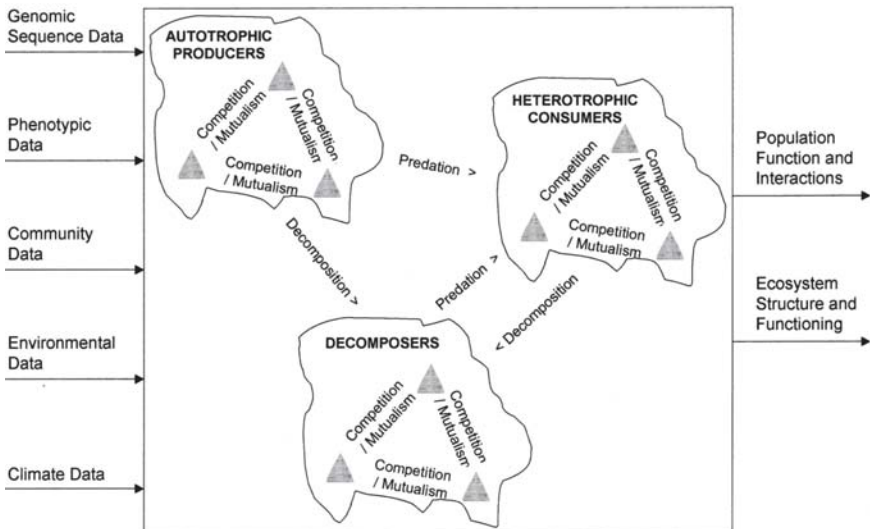 Genomic
Sequence Data
Phenotypic
Data
Community
Data
Environmental
Data
Climate Data
AUTOTROPHIC
PRODUCERS
Competition
/ Mutualism
Competition
/ Mutualism
Competition
/ Mutualism
Predation >
HETEROTROPHIC
CONSUMERS
Competition
/ Mutualism
Competition
/ Mutualism
Competition
/ Mutualism
Decomposition >
Predation >
< Decomposition
DECOMPOSERS
Competition
/ Mutualism
Competition
/ Mutualism
Competition
/ Mutualism
Population
Function and
Interactions
Ecosystem
Structure and
Functioning